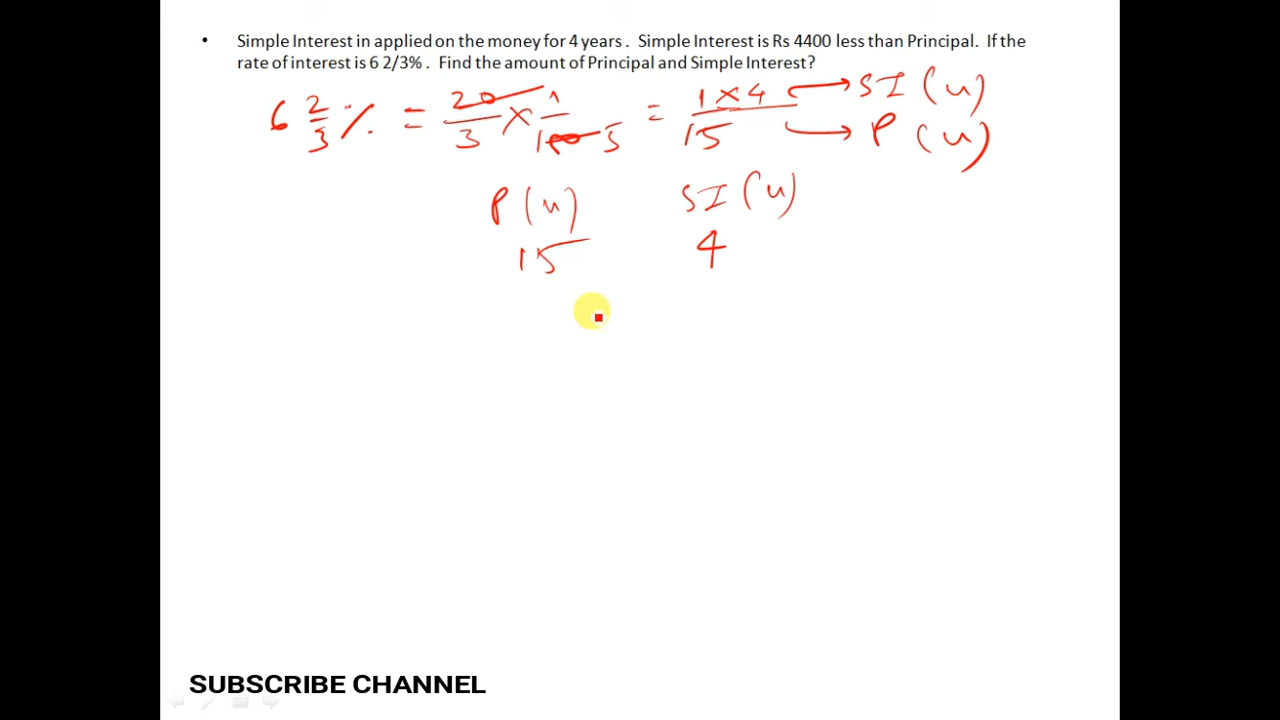 • Simple Interest in applied on the money for 4 years . Simple Interest is Rs 4400 less than Principal. If the
rate of interest is 6 2/3% . Find the amount of Principal and Simple Interest?
6 2/3 % = 20/3 × 1/100 5 = 1×4/15 → SI (u) → P (u)
P (u) SI (u)
15 4
SUBSCRIBE CHANNEL